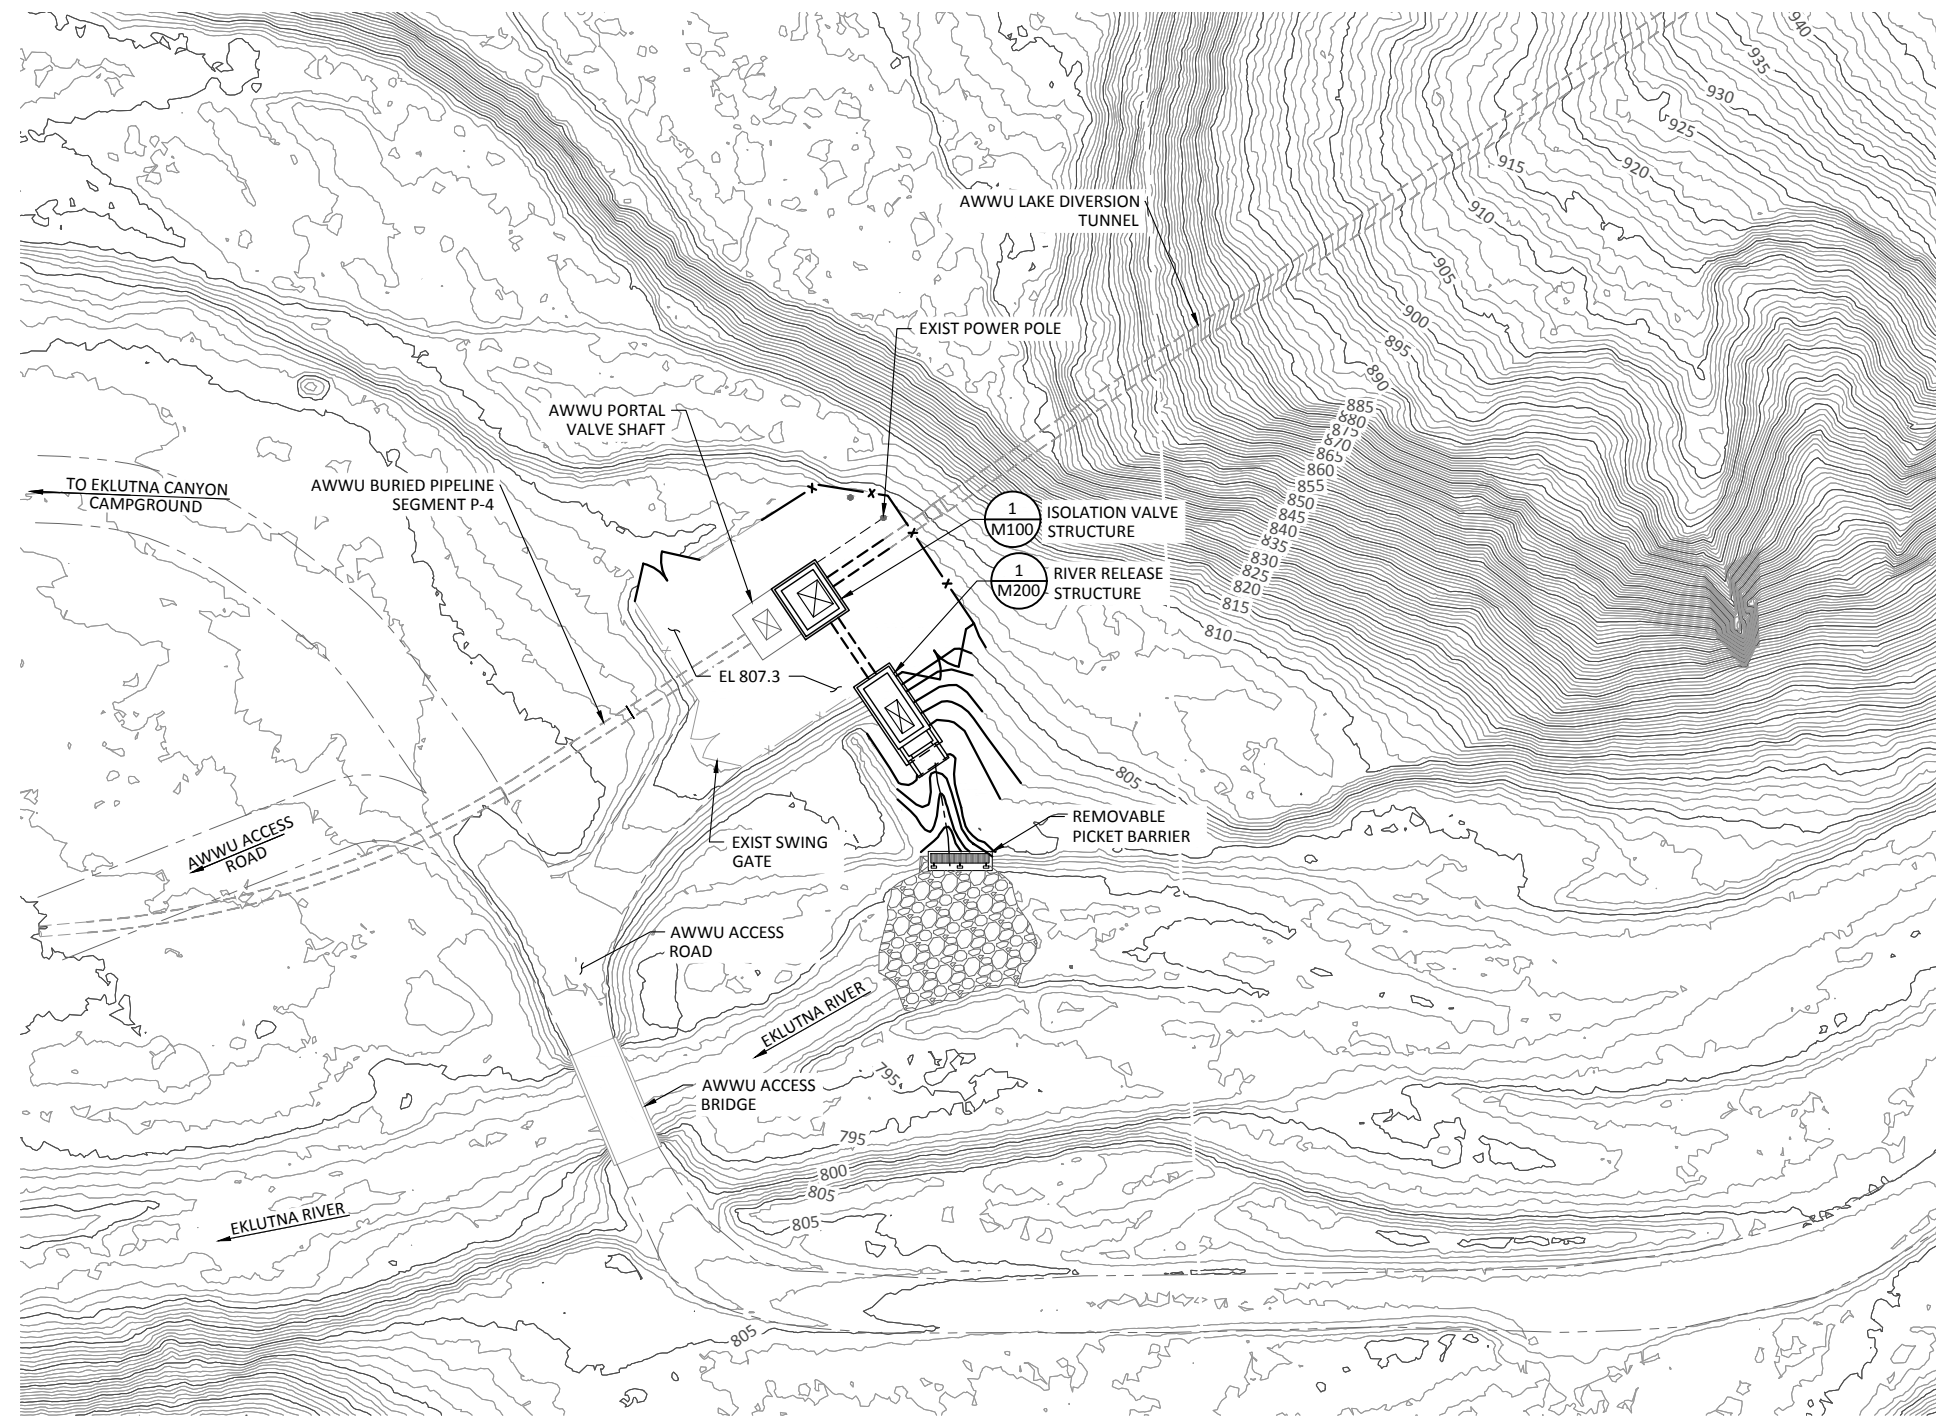 940
935
930
925
915
920
910
905
900
895
890
885
880
875
870
865
860
855
850
845
840
835
830
825
820
815
810
AWWU LAKE DIVERSION
TUNNEL
EXIST POWER POLE
AWWU PORTAL
VALVE SHAFT
AWWU BURIED PIPELINE
SEGMENT P-4
TO EKLUTNA CANYON
CAMPGROUND
1
M100
ISOLATION VALVE
STRUCTURE
1
M200
RIVER RELEASE
STRUCTURE
EL 807.3
805
REMOVABLE
PICKET BARRIER
EXIST SWING
GATE
AWWU ACCESS
ROAD
AWWU ACCESS
ROAD
EKLUTNA RIVER
795
AWWU ACCESS
BRIDGE
795
800
805
805
EKLUTNA RIVER
805